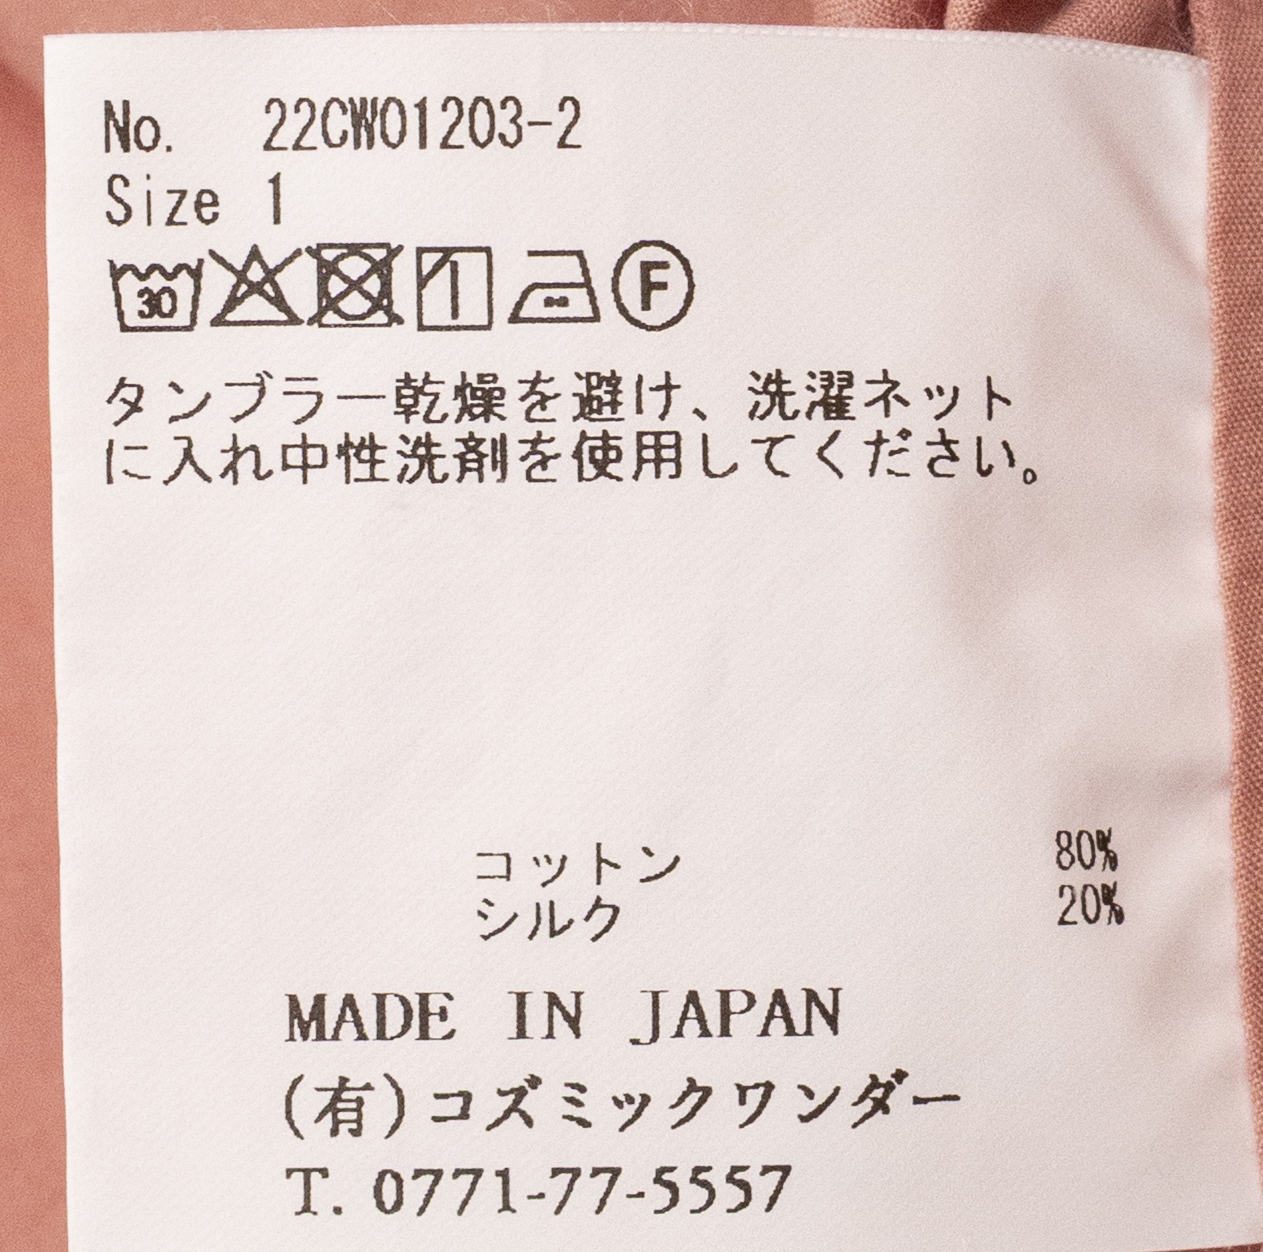 No. 22CWO1203-2
Size 1
30 F
タンブラー乾燥を避け、洗濯ネット
に入れ中性洗剤を使用してください。
コットン 80%
シルク 20%
MADE IN JAPAN
(有)コズミックワンダー
T. 0771-77-5557